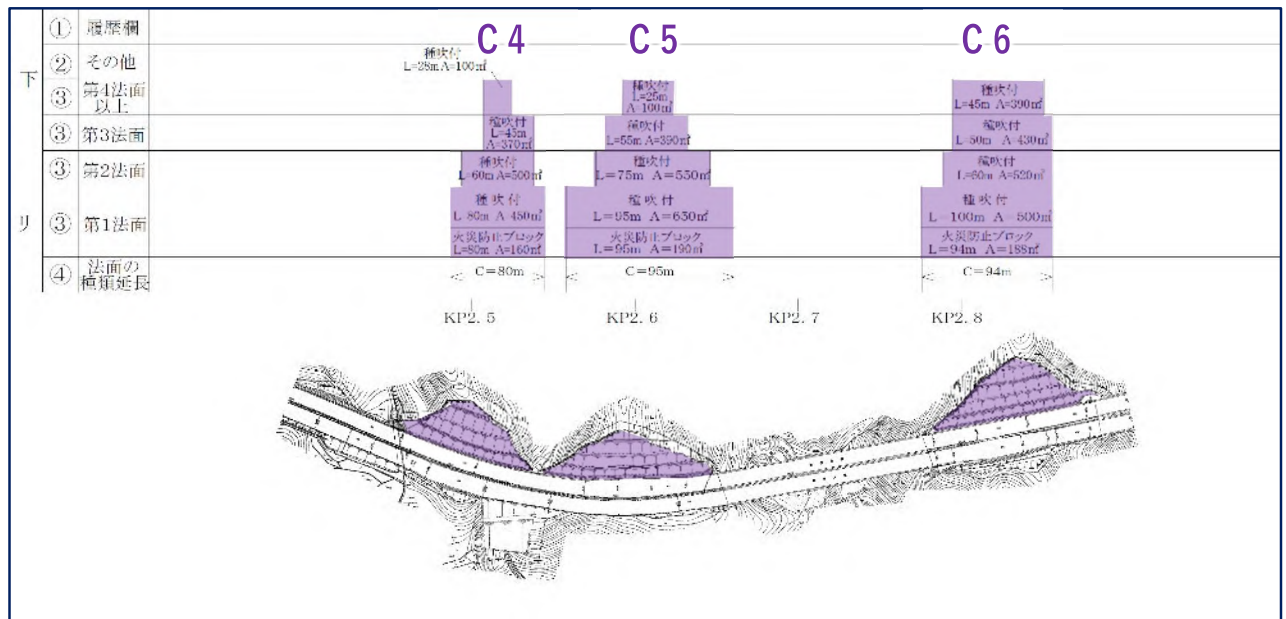 C4 C5 C6
下リ
① 履歴欄
② その他
種吹付
L=28m A=100㎡
③ 第4法面
以上
種吹付
L=25m
A=100㎡
種吹付
L=45m A=390㎡
③ 第3法面
種吹付
L=45m
A=370㎡
種吹付
L=55m A=390㎡
種吹付
L=50m A=430㎡
③ 第2法面
種吹付
L=60m A=500㎡
種吹付
L=75m A=550㎡
種吹付
L=60m A=520㎡
③ 第1法面
種吹付
L=80m A=450㎡
種吹付
L=95m A=650㎡
種吹付
L=100m A=500㎡
火災防止ブロック
L=80m A=160㎡
火災防止ブロック
L=95m A=190㎡
火災防止ブロック
L=94m A=188㎡
④ 法面の
種類延長
C=80m
C=95m
C=94m
KP2.5 KP2.6 KP2.7 KP2.8